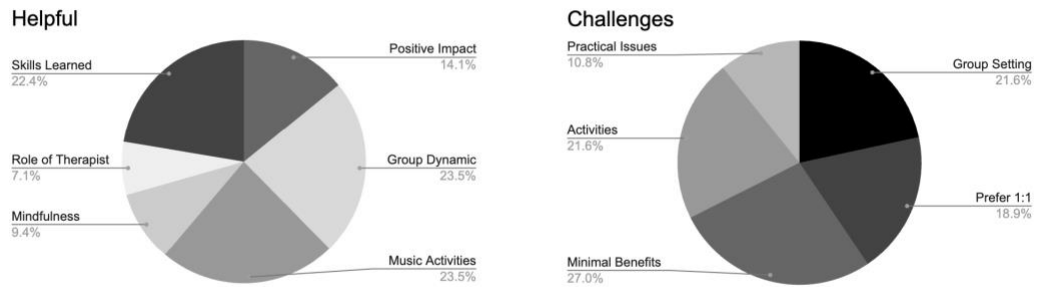 Helpful
Positive Impact
14.1%
Group Dynamic
23.5%
Music Activities
23.5%
Mindfulness
9.4%
Role of Therapist
7.1%
Skills Learned
22.4%
Challenges
Group Setting
21.6%
Prefer 1:1
18.9%
Minimal Benefits
27.0%
Activities
21.6%
Practical Issues
10.8%